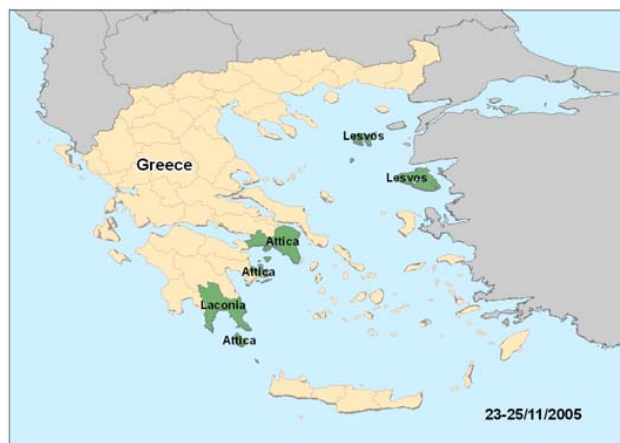 Lesvos
Greece
Lesvos
Attica
Attica
Laconia
Attica
23-25/11/2005